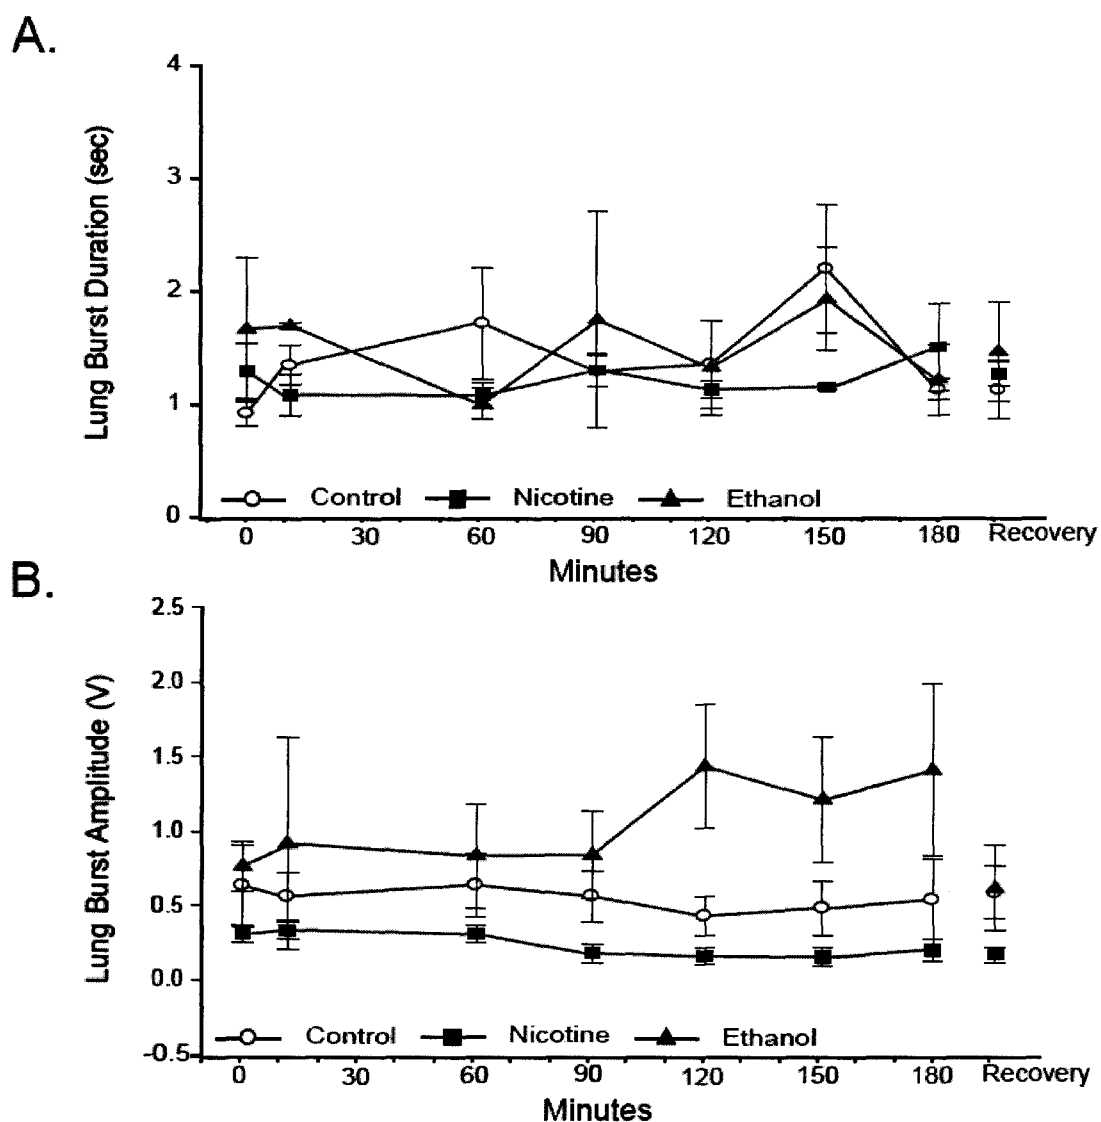 A.
4
3
2
1
0
Lung Burst Duration (sec)
Control Nicotine Ethanol
0 30 60 90 120 150 180 Recovery
Minutes
B.
2.5
2.0
1.5
1.0
0.5
0.0
-0.5
Lung Burst Amplitude (V)
Control Nicotine Ethanol
0 30 60 90 120 150 180 Recovery
Minutes